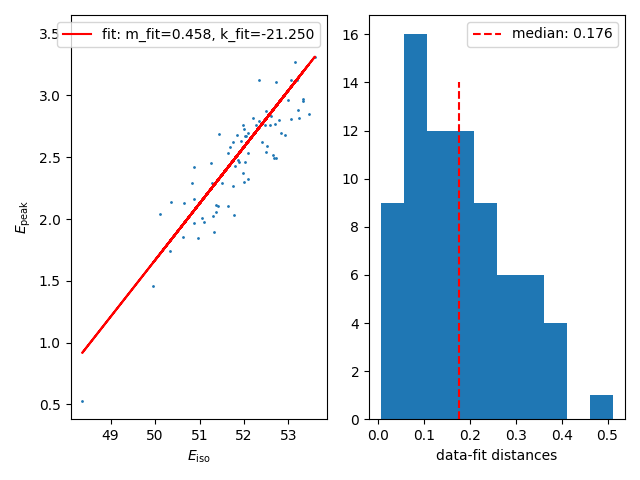 fit: m_fit=0.458, k_fit=-21.250
3.5
3.0
2.5
2.0
1.5
1.0
0.5
E_peak
49 50 51 52 53
E_iso
median: 0.176
16
14
12
10
8
6
4
2
0
0.0 0.1 0.2 0.3 0.4 0.5
data-fit distances